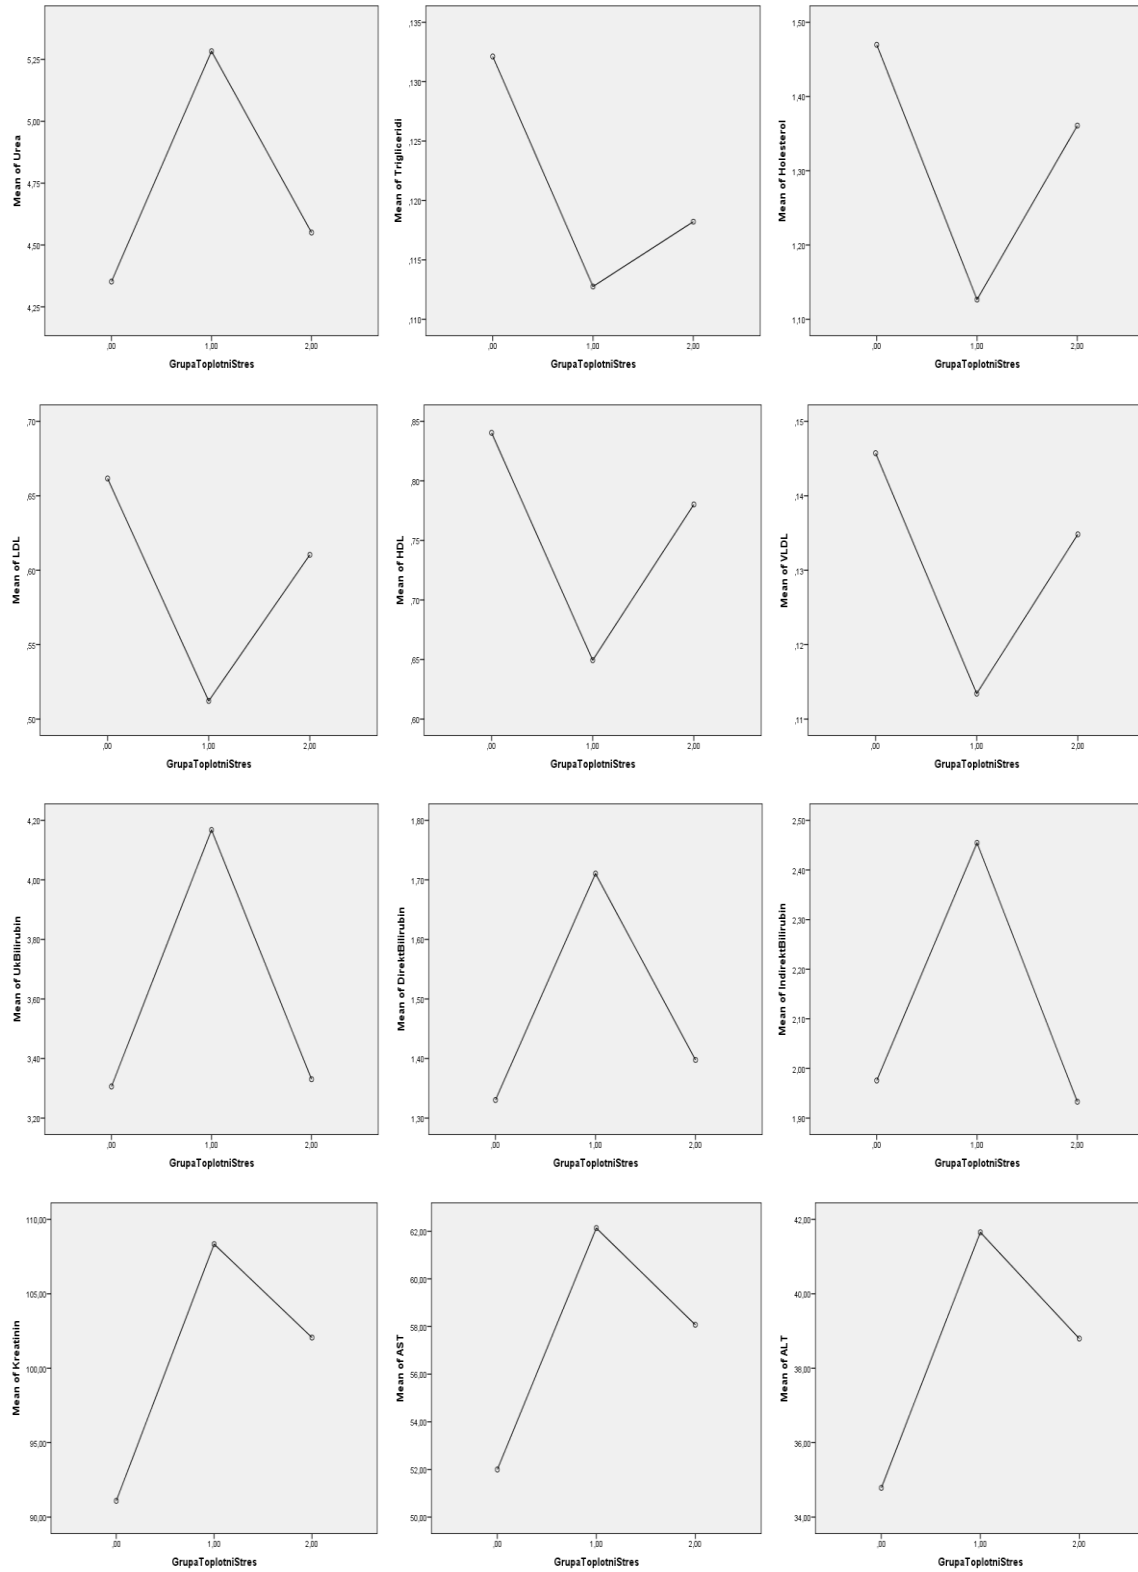 Mean of Urea
5,25
5,00
4,75
4,50
4,25
,00 1,00 2,00
GrupaToplotniStres
Mean of Trigliceridi
,135
,130
,125
,120
,115
,110
,00 1,00 2,00
GrupaToplotniStres
Mean of Holesterol
1,50
1,40
1,30
1,20
1,10
,00 1,00 2,00
GrupaToplotniStres
Mean of LDL
,70
,65
,60
,55
,50
,00 1,00 2,00
GrupaToplotniStres
Mean of HDL
,85
,80
,75
,70
,65
,60
,00 1,00 2,00
GrupaToplotniStres
Mean of VLDL
,15
,14
,13
,12
,11
,00 1,00 2,00
GrupaToplotniStres
Mean of UkBilirubin
4,20
4,00
3,80
3,60
3,40
3,20
,00 1,00 2,00
GrupaToplotniStres
Mean of DirektBilirubin
1,80
1,70
1,60
1,50
1,40
1,30
,00 1,00 2,00
GrupaToplotniStres
Mean of IndirektBilirubin
2,50
2,40
2,30
2,20
2,10
2,00
1,90
,00 1,00 2,00
GrupaToplotniStres
Mean of Kreatinin
110,00
105,00
100,00
95,00
90,00
,00 1,00 2,00
GrupaToplotniStres
Mean of AST
62,00
60,00
58,00
56,00
54,00
52,00
50,00
,00 1,00 2,00
GrupaToplotniStres
Mean of ALT
42,00
40,00
38,00
36,00
34,00
,00 1,00 2,00
GrupaToplotniStres